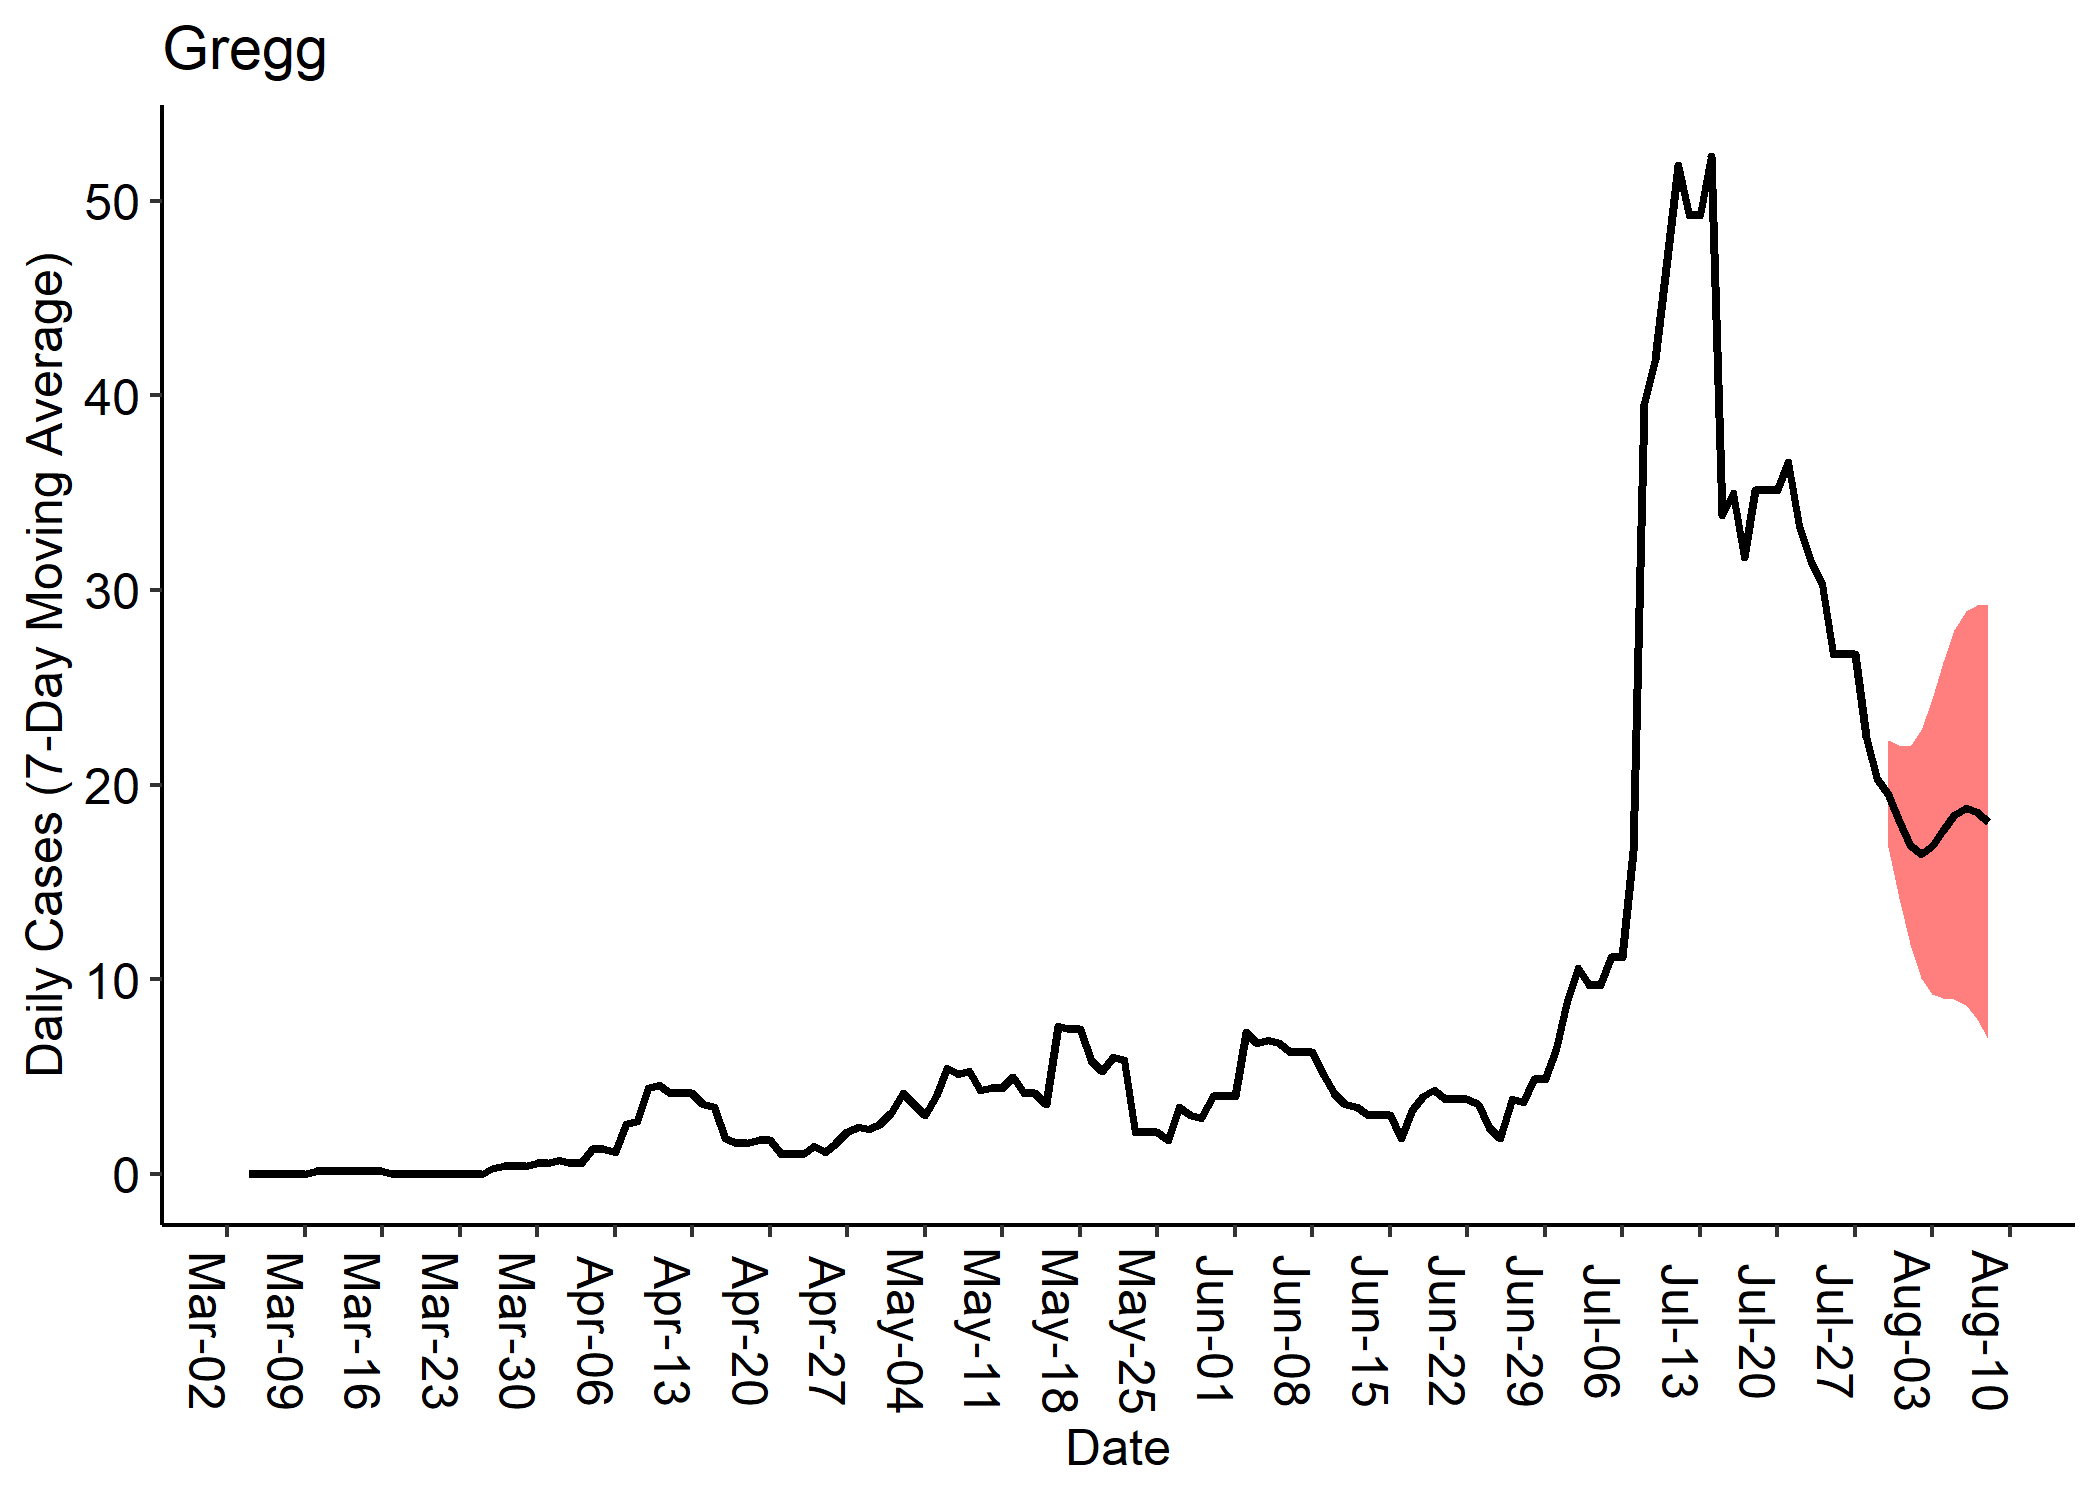 Gregg
Daily Cases (7-Day Moving Average)
50
40
30
20
10
0
Mar-02
Mar-09
Mar-16
Mar-23
Mar-30
Apr-06
Apr-13
Apr-20
Apr-27
May-04
May-11
May-18
May-25
Jun-01
Jun-08
Jun-15
Jun-22
Jun-29
Jul-06
Jul-13
Jul-20
Jul-27
Aug-03
Aug-10
Date